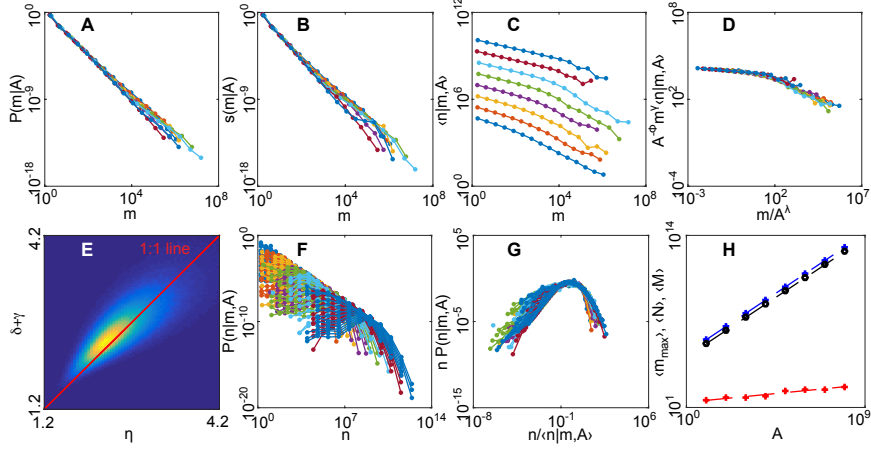 A
10^0
10^-9
10^-18
P(m|A)
10^0
10^4
10^8
m
B
10^0
10^-9
10^-18
s(m|A)
10^0
10^4
10^8
m
C
10^12
10^6
10^0
⟨n|m,A⟩
10^0
10^4
10^8
m
D
10^8
10^2
10^-4
A^-Φ m^γ⟨n|m,A⟩
10^-3
10^2
10^7
m/A^λ
E
1:1 line
4.2
1.2
δ+γ
1.2
4.2
η
F
10^0
10^-10
10^-20
P(n|m,A)
10^0
10^7
10^14
n
G
10^5
10^-5
10^-15
n P(n|m,A)
10^-8
10^-1
10^6
n/⟨n|m,A⟩
H
10^14
10^1
⟨m_max⟩, ⟨N⟩, ⟨M⟩
10^9
A